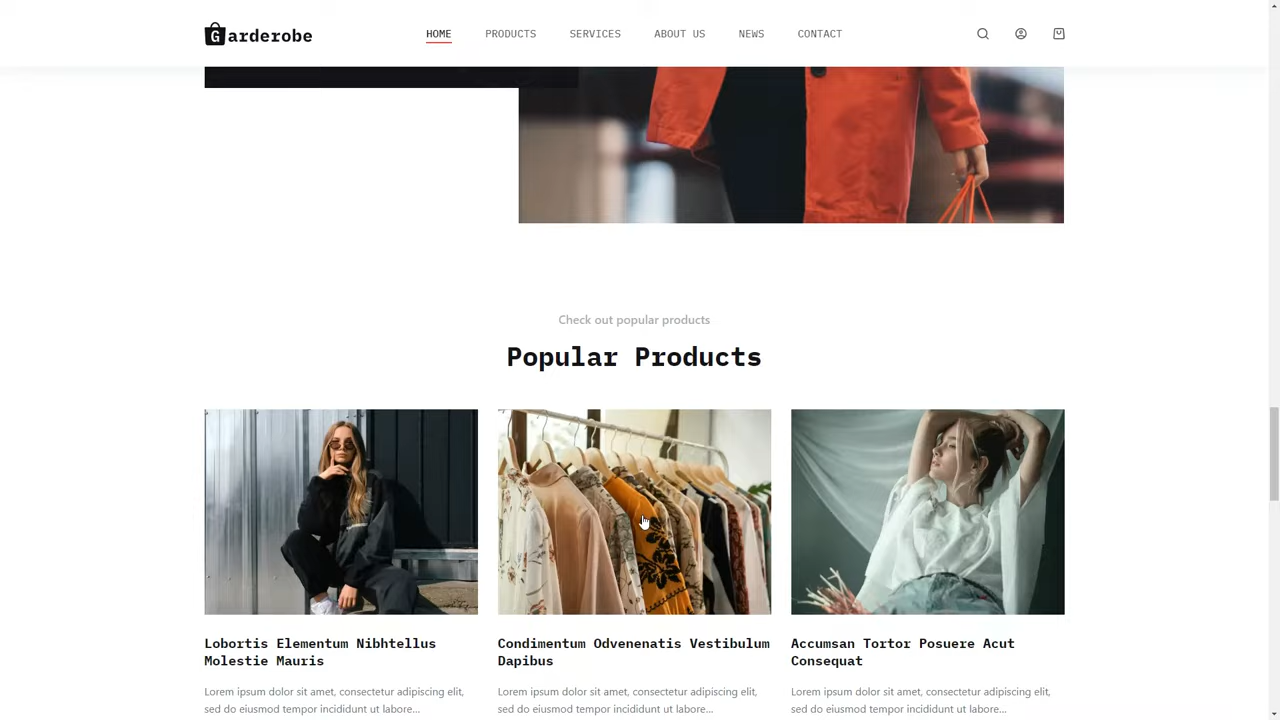 Garderobe
HOME PRODUCTS SERVICES ABOUT US NEWS CONTACT
Check out popular products
Popular Products
Lobortis Elementum Nibhtellus
Molestie Mauris
Lorem ipsum dolor sit amet, consectetur adipiscing elit,
sed do eiusmod tempor incididunt ut labore...
Condimentum Odvenenatis Vestibulum
Dapibus
Lorem ipsum dolor sit amet, consectetur adipiscing elit,
sed do eiusmod tempor incididunt ut labore...
Accumsan Tortor Posuere Acut
Consequat
Lorem ipsum dolor sit amet, consectetur adipiscing elit,
sed do eiusmod tempor incididunt ut labore...